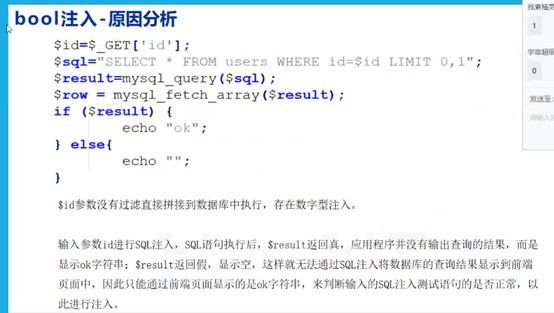 bool注入-原因分析
$id=$_GET['id'];
$sql="SELECT * FROM users WHERE id=$id LIMIT 0,1";
$result=mysql_query($sql);
$row = mysql_fetch_array($result);
if ($result) {
echo "ok";
} else{
echo "";
}
$id参数没有过滤直接拼接到数据库中执行，存在数字型注入。
输入参数id进行SQL注入，SQL语句执行后，$result返回真，应用程序并没有输出查询的结果，而是
显示ok字符串；$result返回假，显示空，这样就无法通过SQL注入将数据库的查询结果显示到前端
页面中，因此只能通过前端页面显示的是ok字符串，来判断输入的SQL注入测试语句的是否正常，以
此进行注入。
1
宇宙超级
0
发送至:
请输入